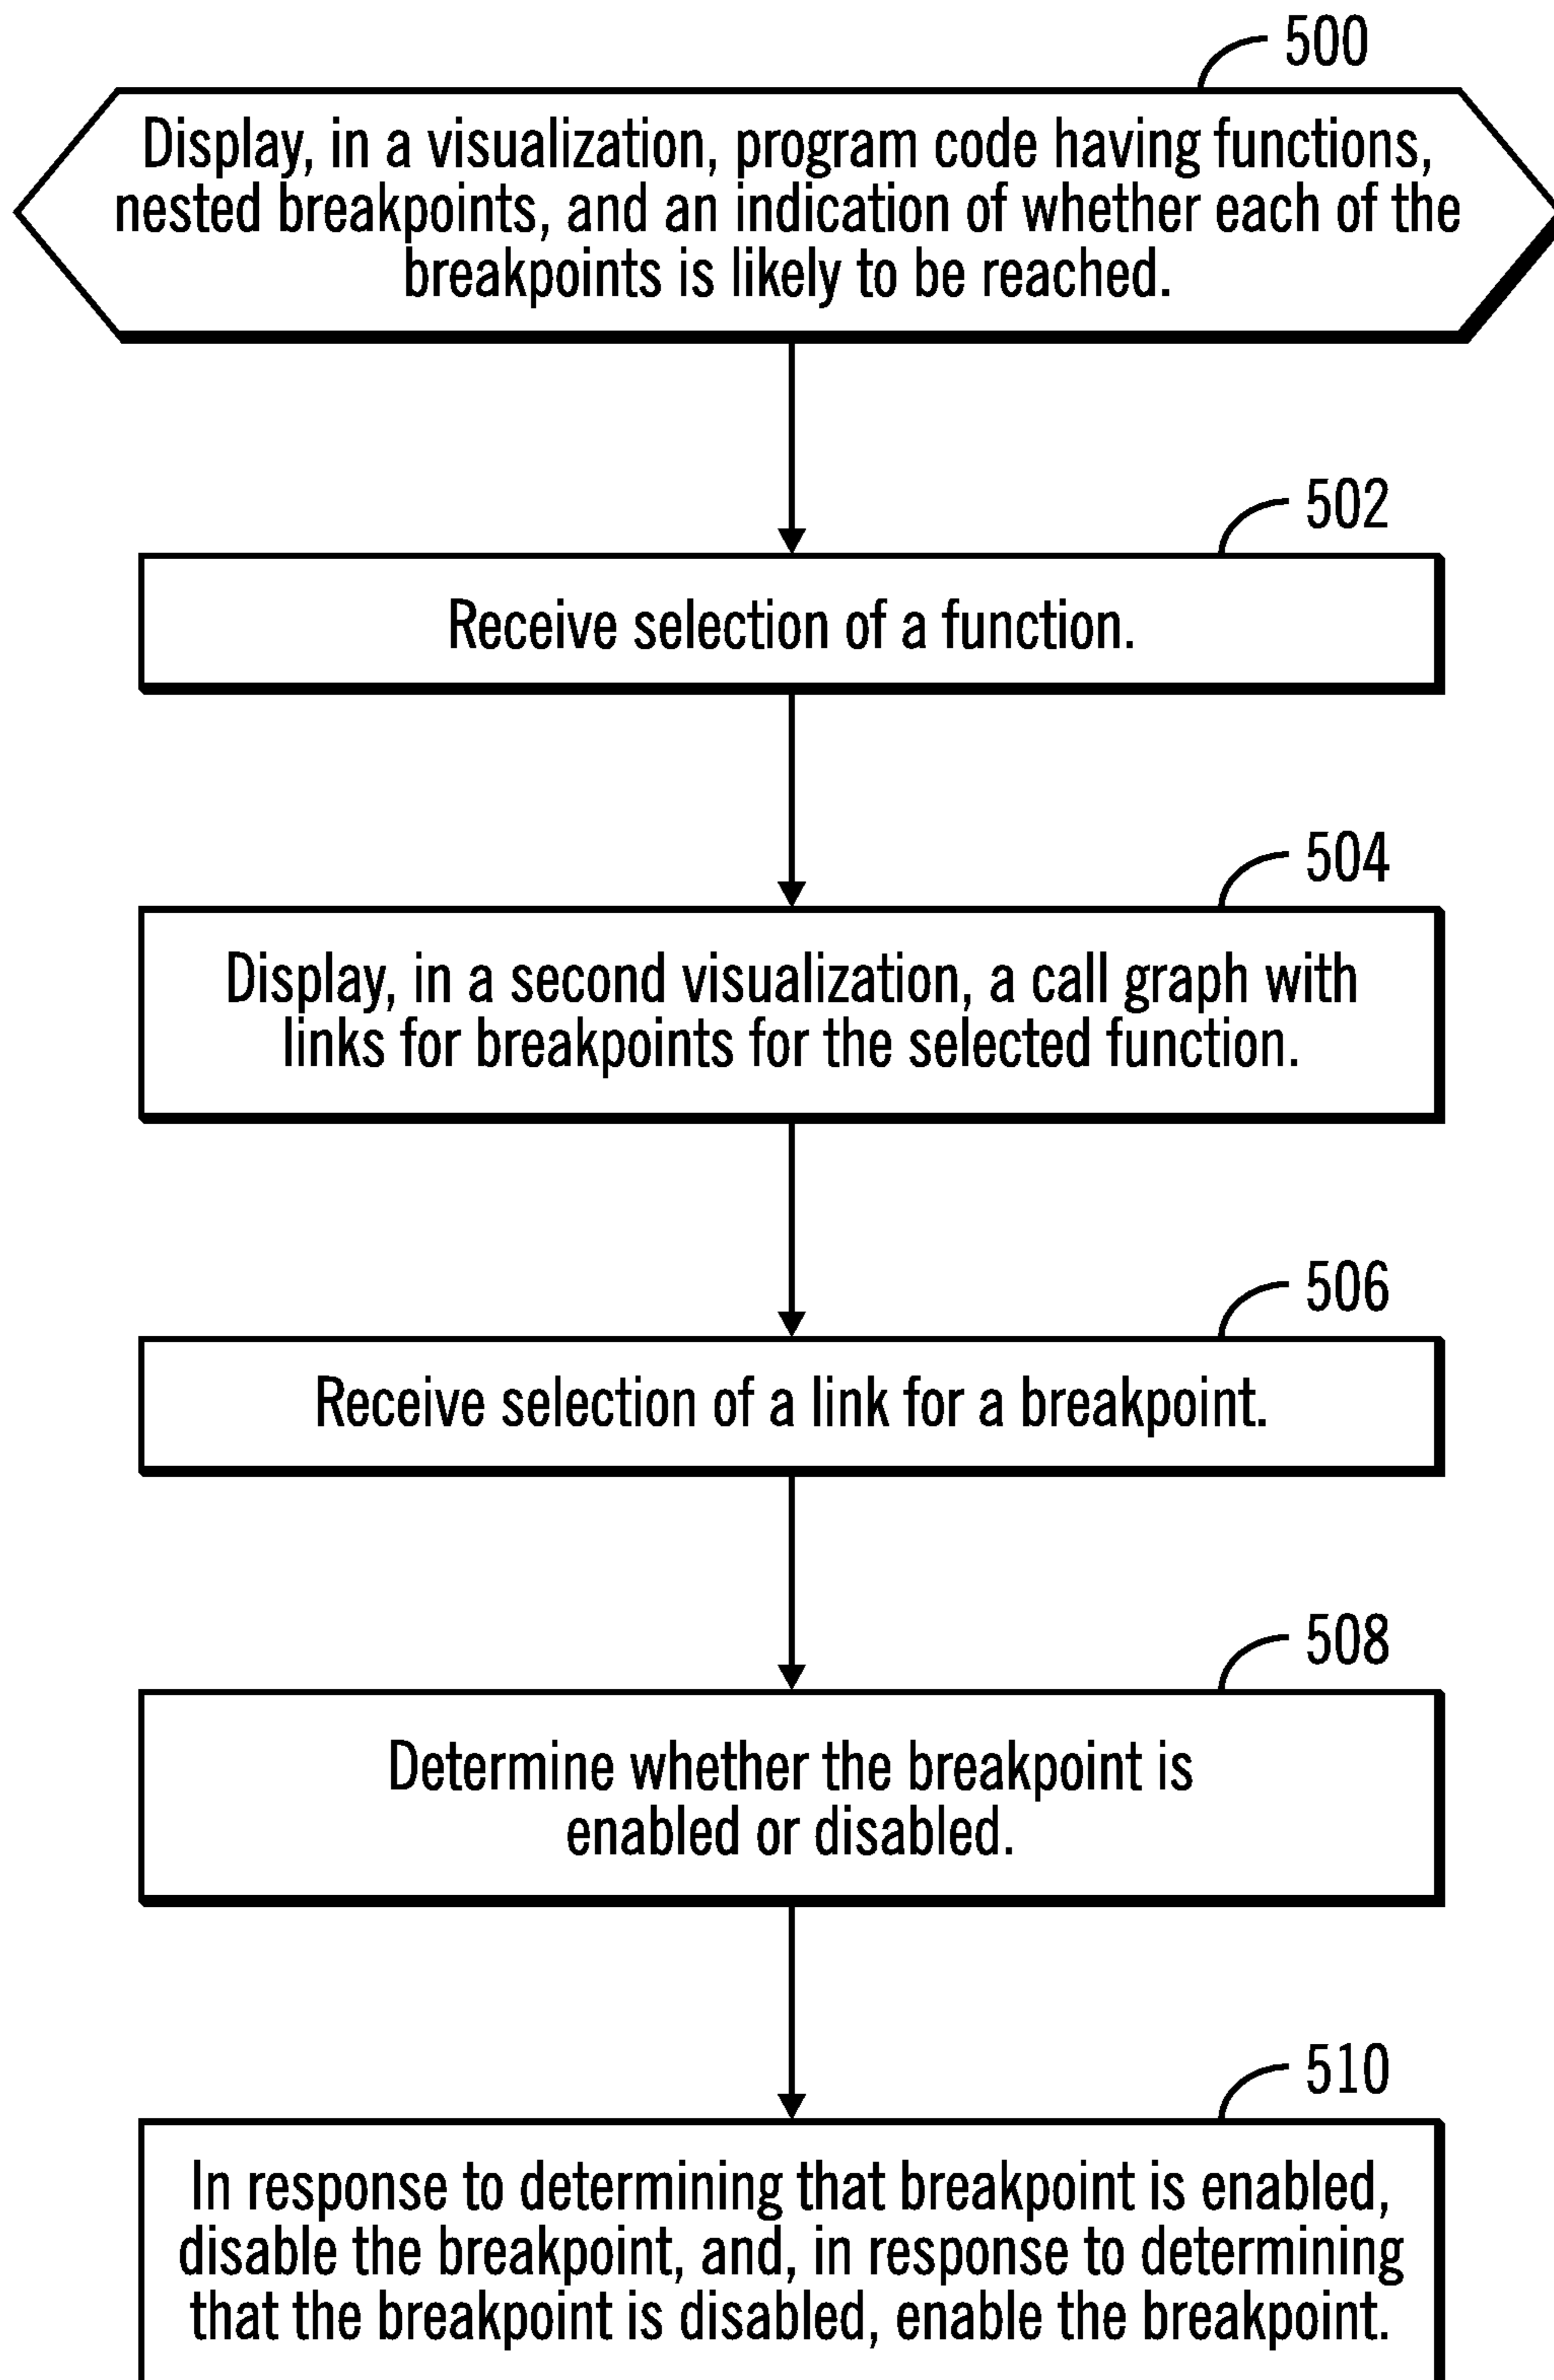 500
Display, in a visualization, program code having functions,
nested breakpoints, and an indication of whether each of the
breakpoints is likely to be reached.
502
Receive selection of a function.
504
Display, in a second visualization, a call graph with
links for breakpoints for the selected function.
506
Receive selection of a link for a breakpoint.
508
Determine whether the breakpoint is
enabled or disabled.
510
In response to determining that breakpoint is enabled,
disable the breakpoint, and, in response to determining
that the breakpoint is disabled, enable the breakpoint.